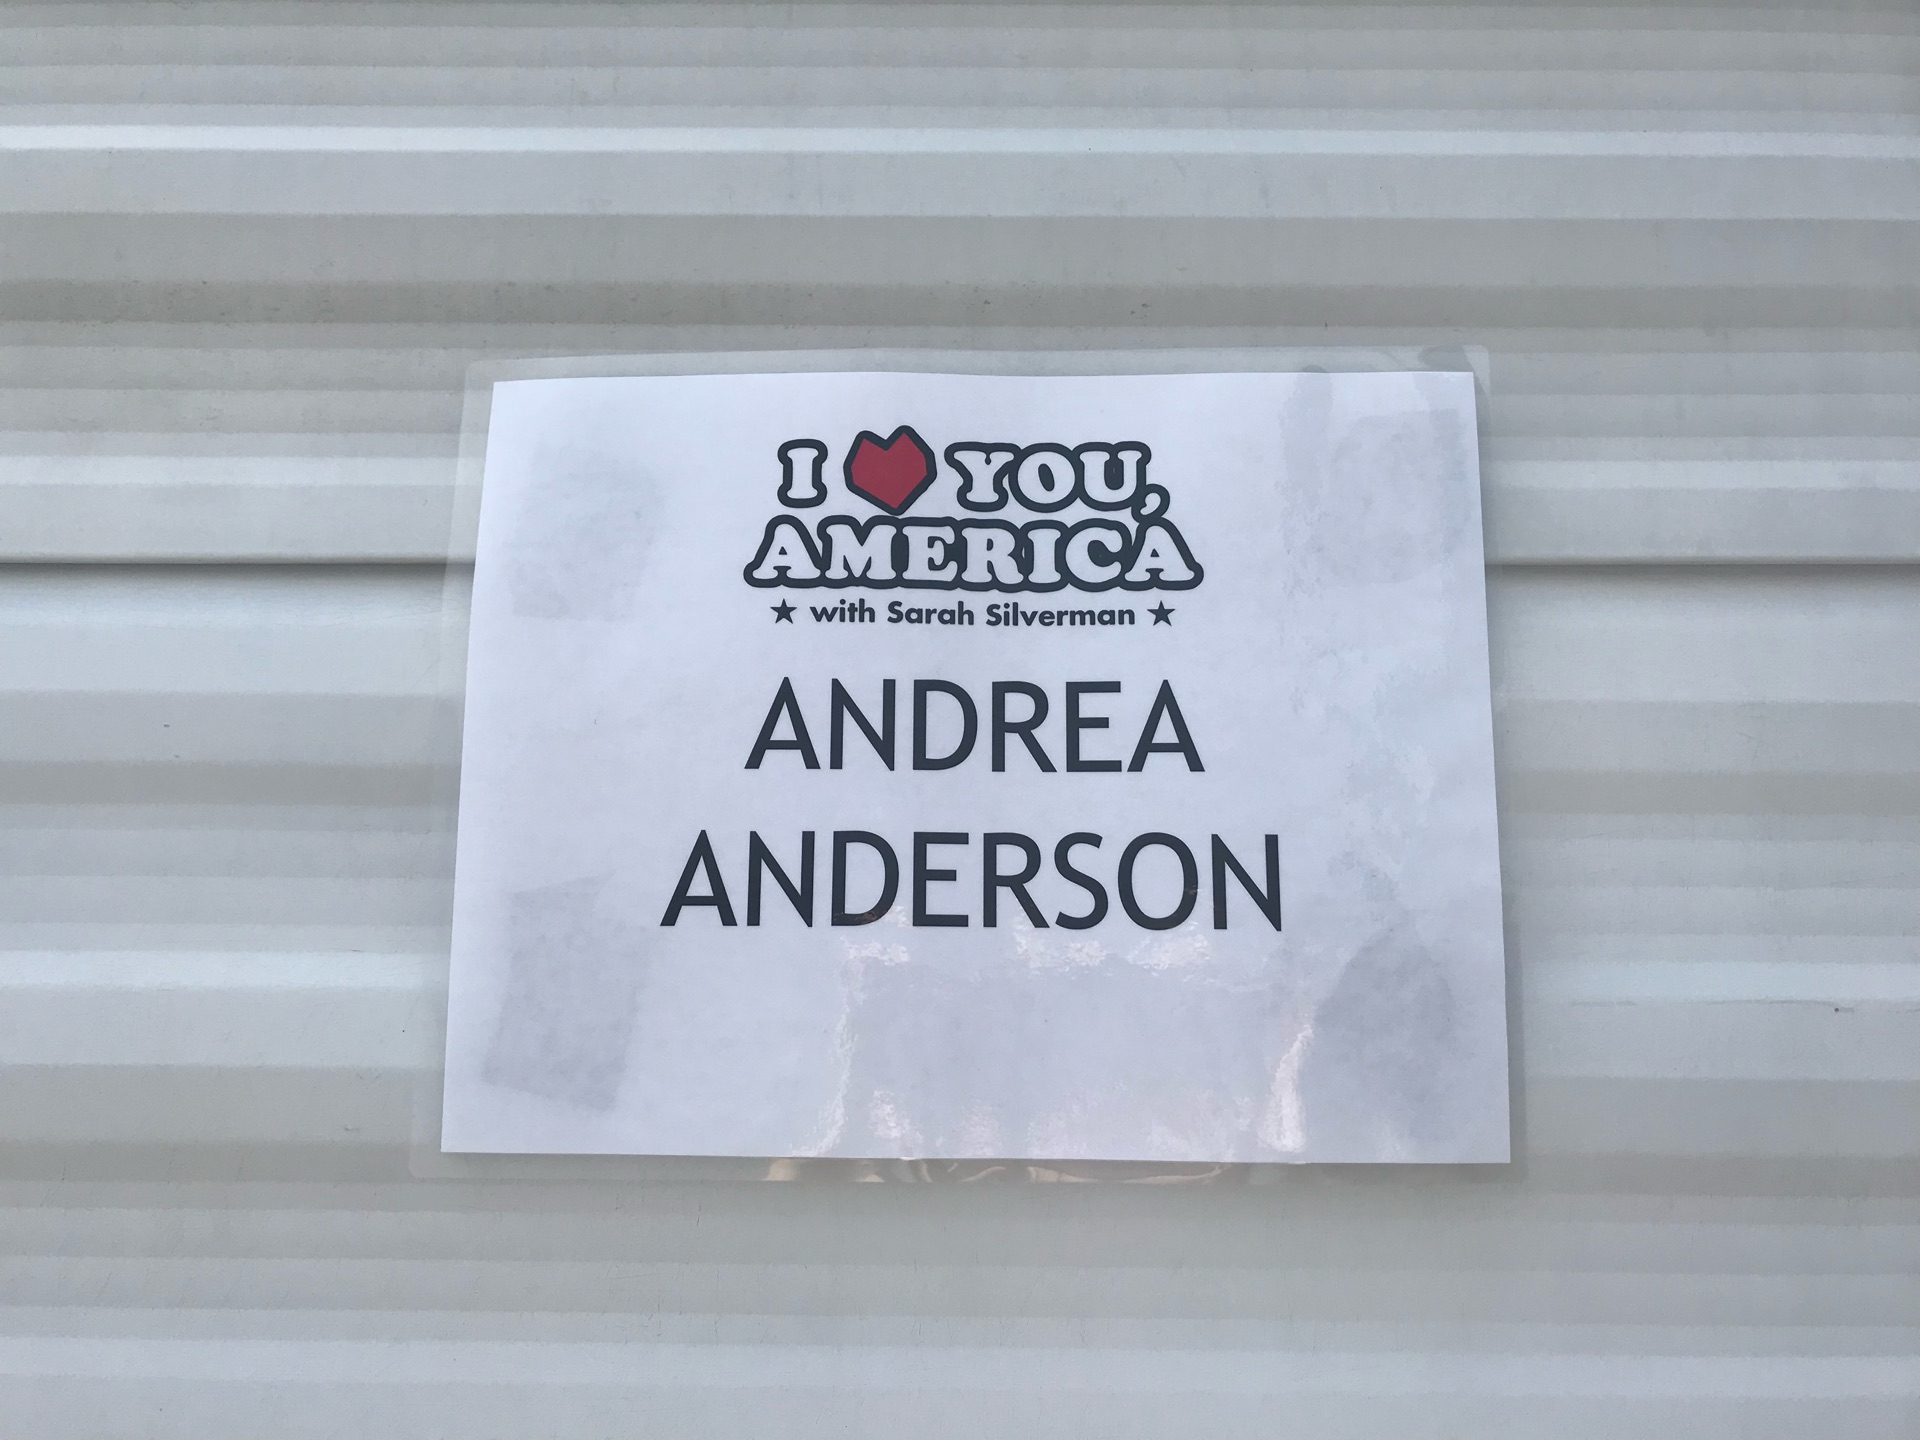 I ❤ YOU,
AMERICA
★ with Sarah Silverman ★
ANDREA
ANDERSON